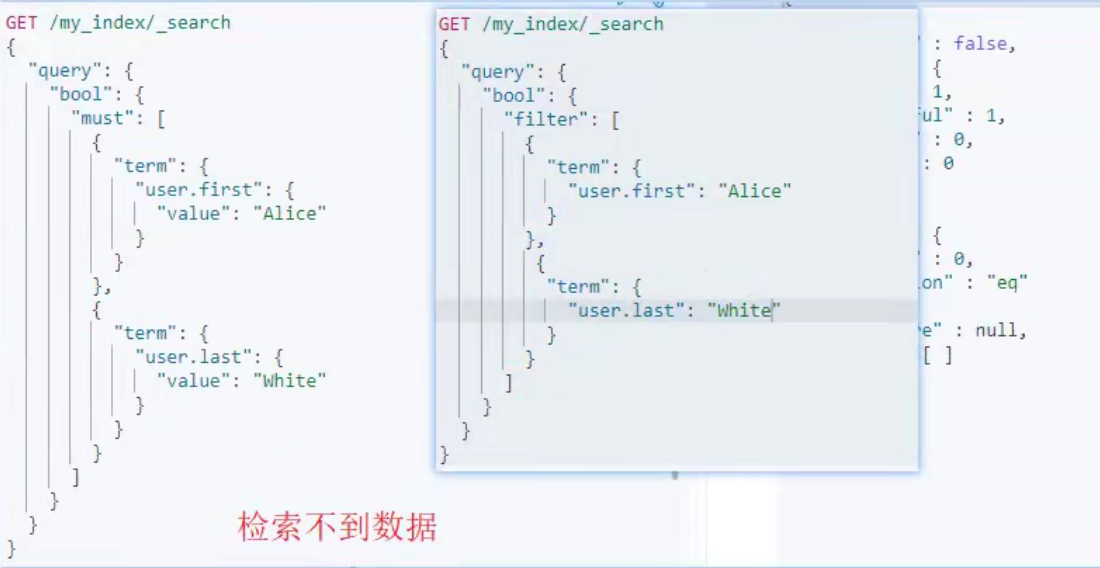 GET /my_index/_search
{
  "query": {
    "bool": {
      "must": [
        {
          "term": {
            "user.first": {
              "value": "Alice"
            }
          }
        },
        {
          "term": {
            "user.last": {
              "value": "White"
            }
          }
        }
      ]
    }
  }
}
检索不到数据
GET /my_index/_search
{
  "query": {
    "bool": {
      "filter": [
        {
          "term": {
            "user.first": "Alice"
          }
        },
        {
          "term": {
            "user.last": "White"
          }
        }
      ]
    }
  }
}
: false,
{
1,
ul" : 1,
: 0,
: 0
{
: 0,
on" : "eq"
e" : null,
[ ]